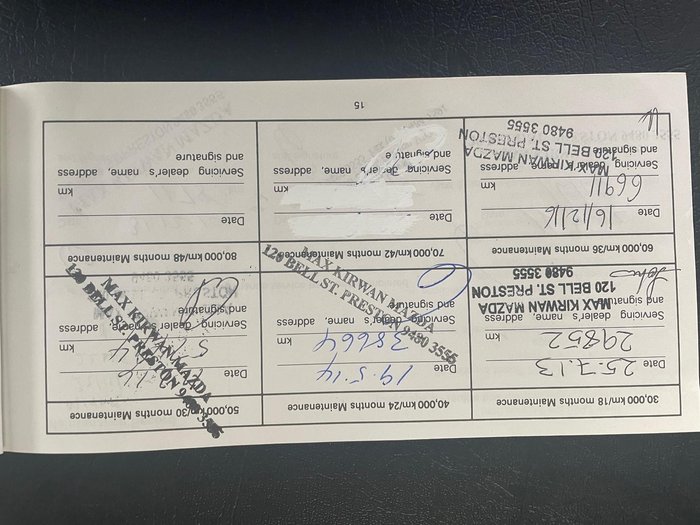 30,000 km/18 months Maintenance
Date 25.7.13
29852 km
Servicing dealer's name, address
and signature
MAX KIRWAN MAZDA
120 BELL ST. PRESTON
9480 3555
40,000 km/24 months Maintenance
Date 19.5.14
38664 km
Servicing dealer's name, address
and signature
MAX KIRWAN MAZDA
120 BELL ST. PRESTON 9480 3555
50,000 km/30 months Maintenance
Date
km
Servicing dealer's name, address
and signature
MAX KIRWAN MAZDA
120 BELL ST. PRESTON 9480 3555
60,000 km/36 months Maintenance
Date 16/12/16
66911 km
Servicing dealer's name, address
and signature
MAX KIRWAN MAZDA
120 BELL ST, PRESTON
9480 3555
70,000 km/42 months Maintenance
Date
km
Servicing dealer's name, address
and signature
80,000 km/48 months Maintenance
Date
km
Servicing dealer's name, address
and signature
15